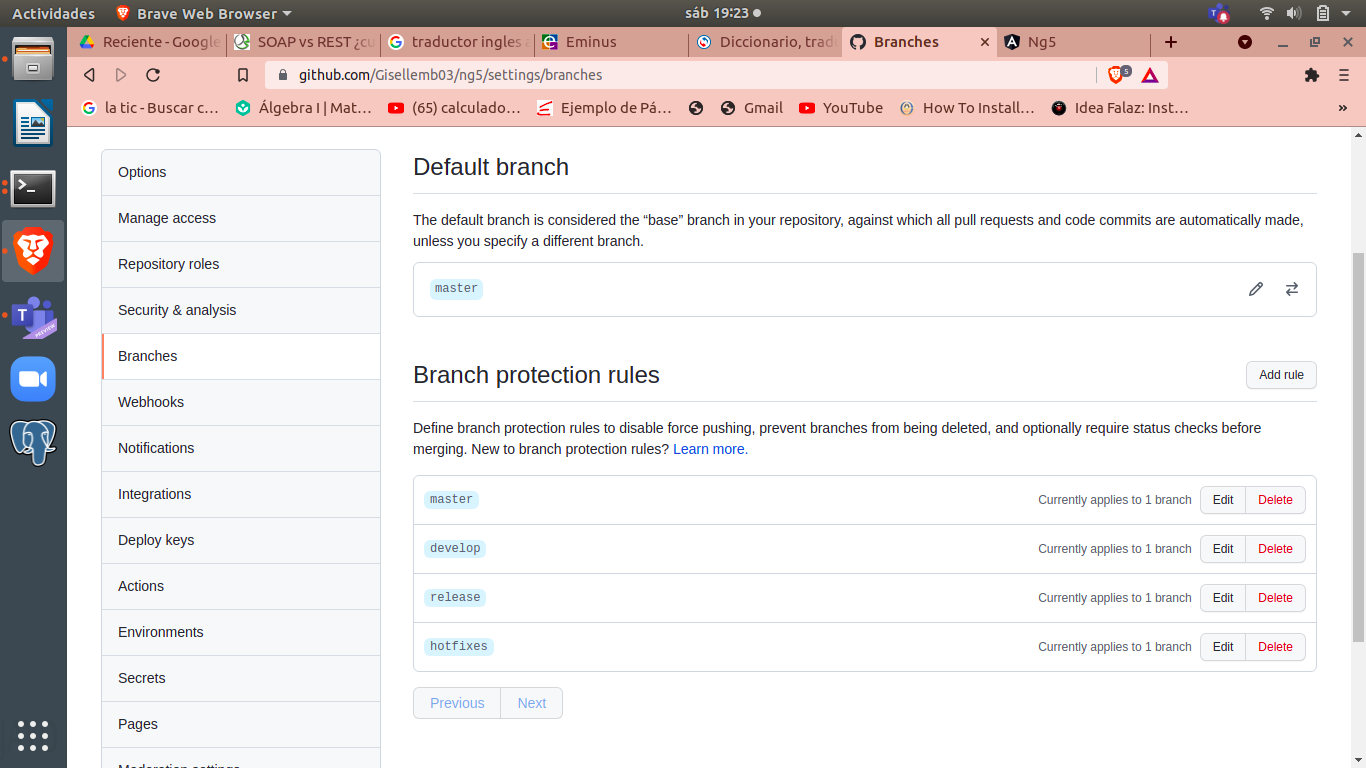 Actividades
Brave Web Browser
sáb 19:23
Reciente - Google
SOAP vs REST ¿cu
traductor ingles a
Eminus
Diccionario, trad
Branches
Ng5
github.com/Gisellemb03/ng5/settings/branches
5
la tic - Buscar c...
Álgebra I | Mat...
(65) calculado...
Ejemplo de Pá...
Gmail
YouTube
How To Install...
Idea Falaz: Inst...
»
PREVIEW
Options
Manage access
Repository roles
Security & analysis
Branches
Webhooks
Notifications
Integrations
Deploy keys
Actions
Environments
Secrets
Pages
Moderation settings
Default branch
The default branch is considered the “base” branch in your repository, against which all pull requests and code commits are automatically made,
unless you specify a different branch.
master
Branch protection rules
Add rule
Define branch protection rules to disable force pushing, prevent branches from being deleted, and optionally require status checks before
merging. New to branch protection rules? Learn more.
master Currently applies to 1 branch Edit Delete
develop Currently applies to 1 branch Edit Delete
release Currently applies to 1 branch Edit Delete
hotfixes Currently applies to 1 branch Edit Delete
Previous Next